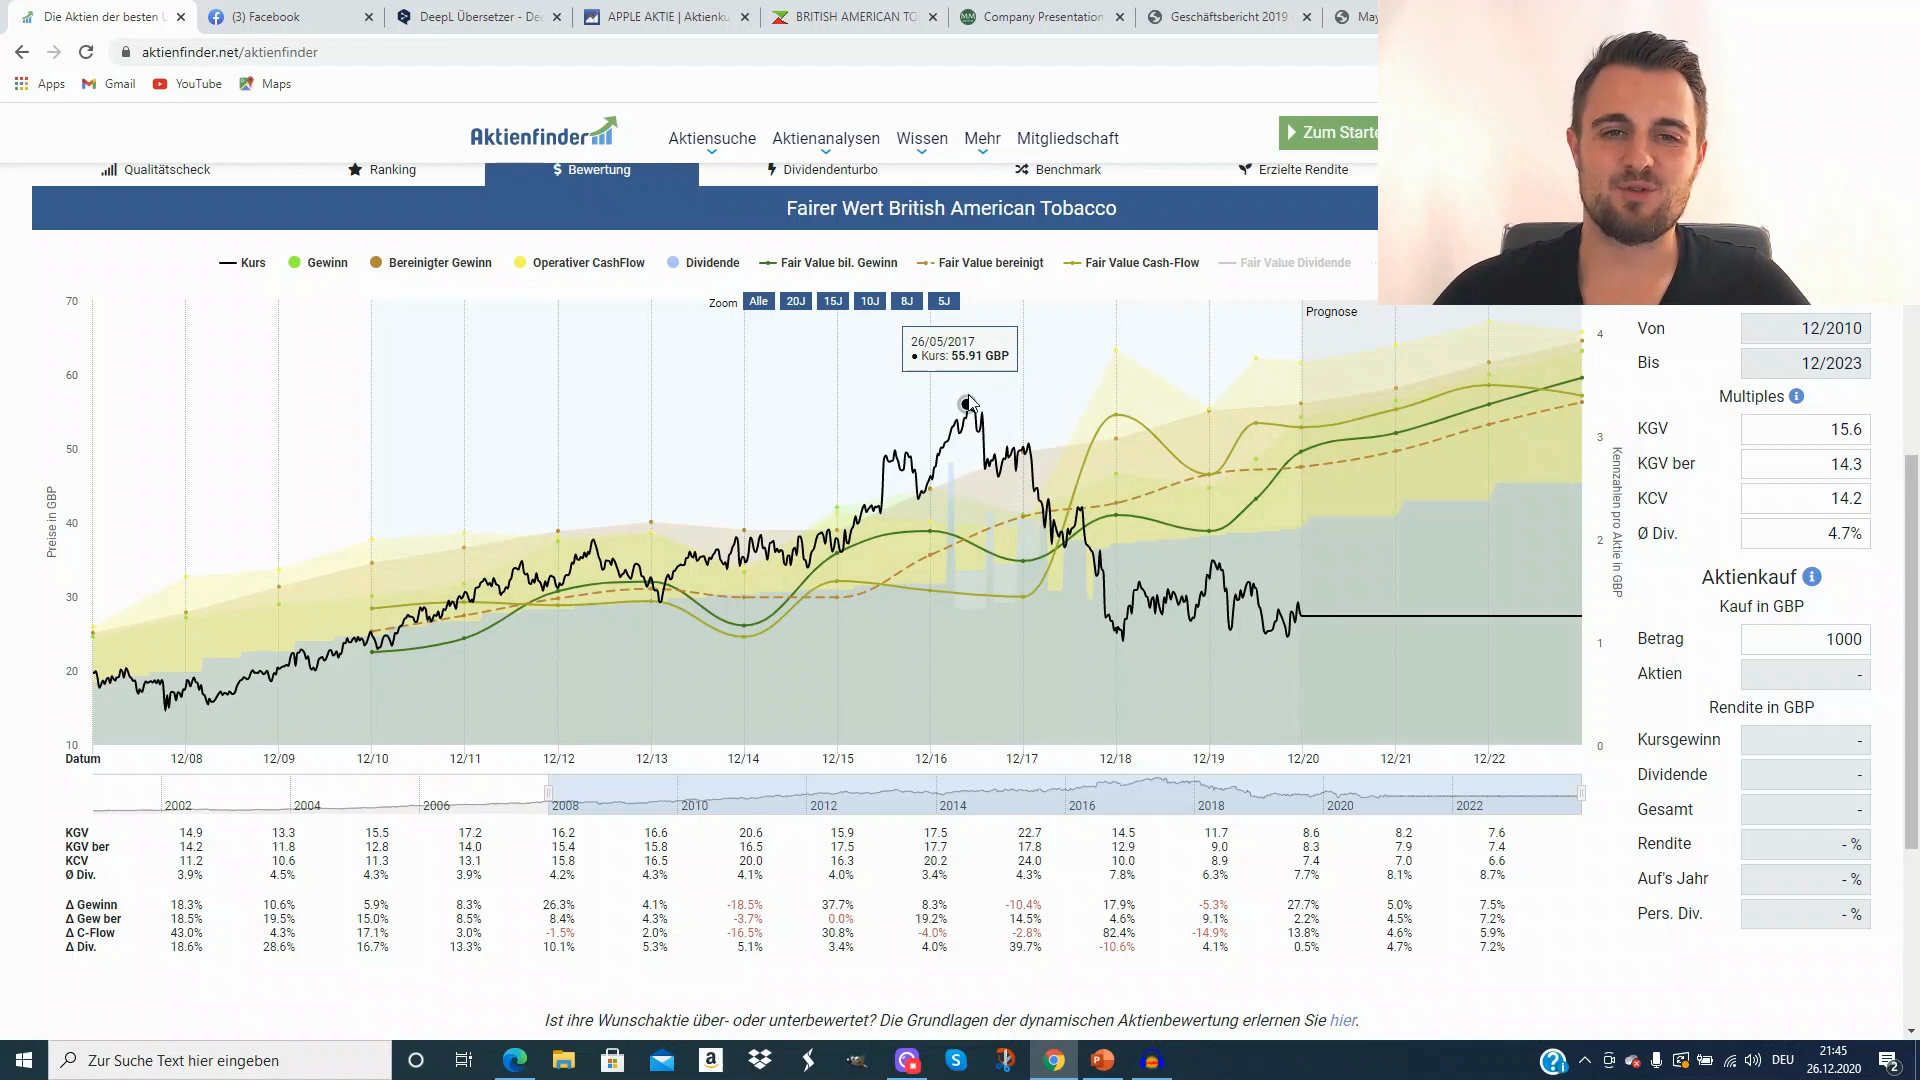 Die Aktien der besten U
(3) Facebook
DeepL Übersetzer - De
APPLE AKTIE | Aktienku
BRITISH AMERICAN TO
Company Presentation
Geschäftsbericht 2019
May
aktienfinder.net/aktienfinder
Apps Gmail YouTube Maps
Aktienfinder
Aktiensuche Aktienanalysen Wissen Mehr Mitgliedschaft
Zum Starte
Qualitätscheck Ranking $ Bewertung Dividendenturbo Benchmark Erzielte Rendite
Fairer Wert British American Tobacco
Kurs Gewinn Bereinigter Gewinn Operativer CashFlow Dividende Fair Value bil. Gewinn Fair Value bereinigt Fair Value Cash-Flow Fair Value Dividende
Zoom Alle 20J 15J 10J 8J 5J
Prognose
26/05/2017
Kurs: 55.91 GBP
Preise in GBP
70
60
50
40
30
20
10
4
3
2
1
0
Kennzahlen pro Aktie in GBP
Datum 12/08 12/09 12/10 12/11 12/12 12/13 12/14 12/15 12/16 12/17 12/18 12/19 12/20 12/21 12/22
2002 2004 2006 2008 2010 2012 2014 2016 2018 2020 2022
KGV 14.9 13.3 15.5 17.2 16.2 16.6 20.6 15.9 17.5 22.7 14.5 11.7 8.6 8.2 7.6
KGV ber 14.2 11.8 12.8 14.0 15.4 15.8 16.5 17.5 17.7 17.8 12.9 9.0 8.3 7.9 7.4
KCV 11.2 10.6 11.3 13.1 15.8 16.5 20.0 16.3 20.2 24.0 10.0 8.9 7.4 7.0 6.6
Ø Div. 3.9% 4.5% 4.3% 3.9% 4.2% 4.3% 4.1% 4.0% 3.4% 4.3% 7.8% 6.3% 7.7% 8.1% 8.7%
Δ Gewinn 18.3% 10.6% 5.9% 8.3% 26.3% 4.1% -18.5% 37.7% 8.3% -10.4% 17.9% -5.3% 27.7% 5.0% 7.5%
Δ Gew ber 18.5% 19.5% 15.0% 8.5% 8.4% 4.3% -3.7% 0.0% 19.2% 14.5% 4.6% 9.1% 2.2% 4.5% 7.2%
Δ C-Flow 43.0% 4.3% 17.1% 3.0% -1.5% 2.0% -16.5% 30.8% -4.0% -2.8% 82.4% -14.9% 13.8% 4.6% 5.9%
Δ Div. 18.6% 28.6% 16.7% 13.3% 10.1% 5.3% 5.1% 3.4% 4.0% 39.7% -10.6% 4.1% 0.5% 4.7% 7.2%
Von 12/2010
Bis 12/2023
Multiples
KGV 15.6
KGV ber 14.3
KCV 14.2
Ø Div. 4.7%
Aktienkauf
Kauf in GBP
Betrag 1000
Aktien -
Rendite in GBP
Kursgewinn -
Dividende -
Gesamt -
Rendite - %
Auf's Jahr - %
Pers. Div. - %
Ist ihre Wunschaktie über- oder unterbewertet? Die Grundlagen der dynamischen Aktienbewertung erlernen Sie hier.
Zur Suche Text hier eingeben
DEU
21:45
26.12.2020
2